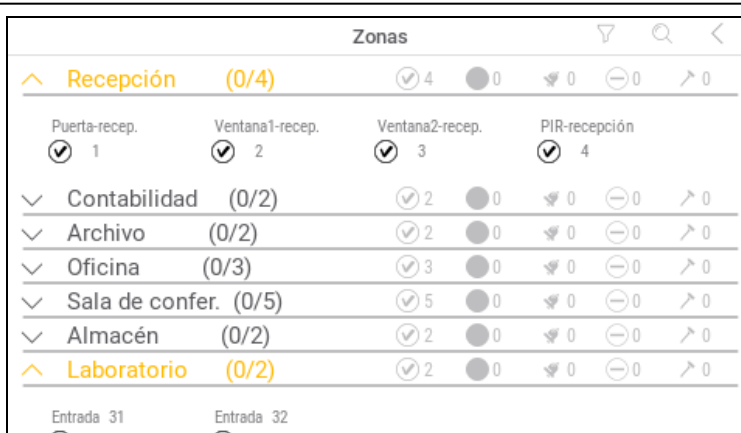 Zonas
Recepción (0/4) 4 0 0 0 0
Puerta-recep. Ventana1-recep. Ventana2-recep. PIR-recepción
1 2 3 4
Contabilidad (0/2) 2 0 0 0 0
Archivo (0/2) 2 0 0 0 0
Oficina (0/3) 3 0 0 0 0
Sala de confer. (0/5) 5 0 0 0 0
Almacén (0/2) 2 0 0 0 0
Laboratorio (0/2) 2 0 0 0 0
Entrada 31 Entrada 32